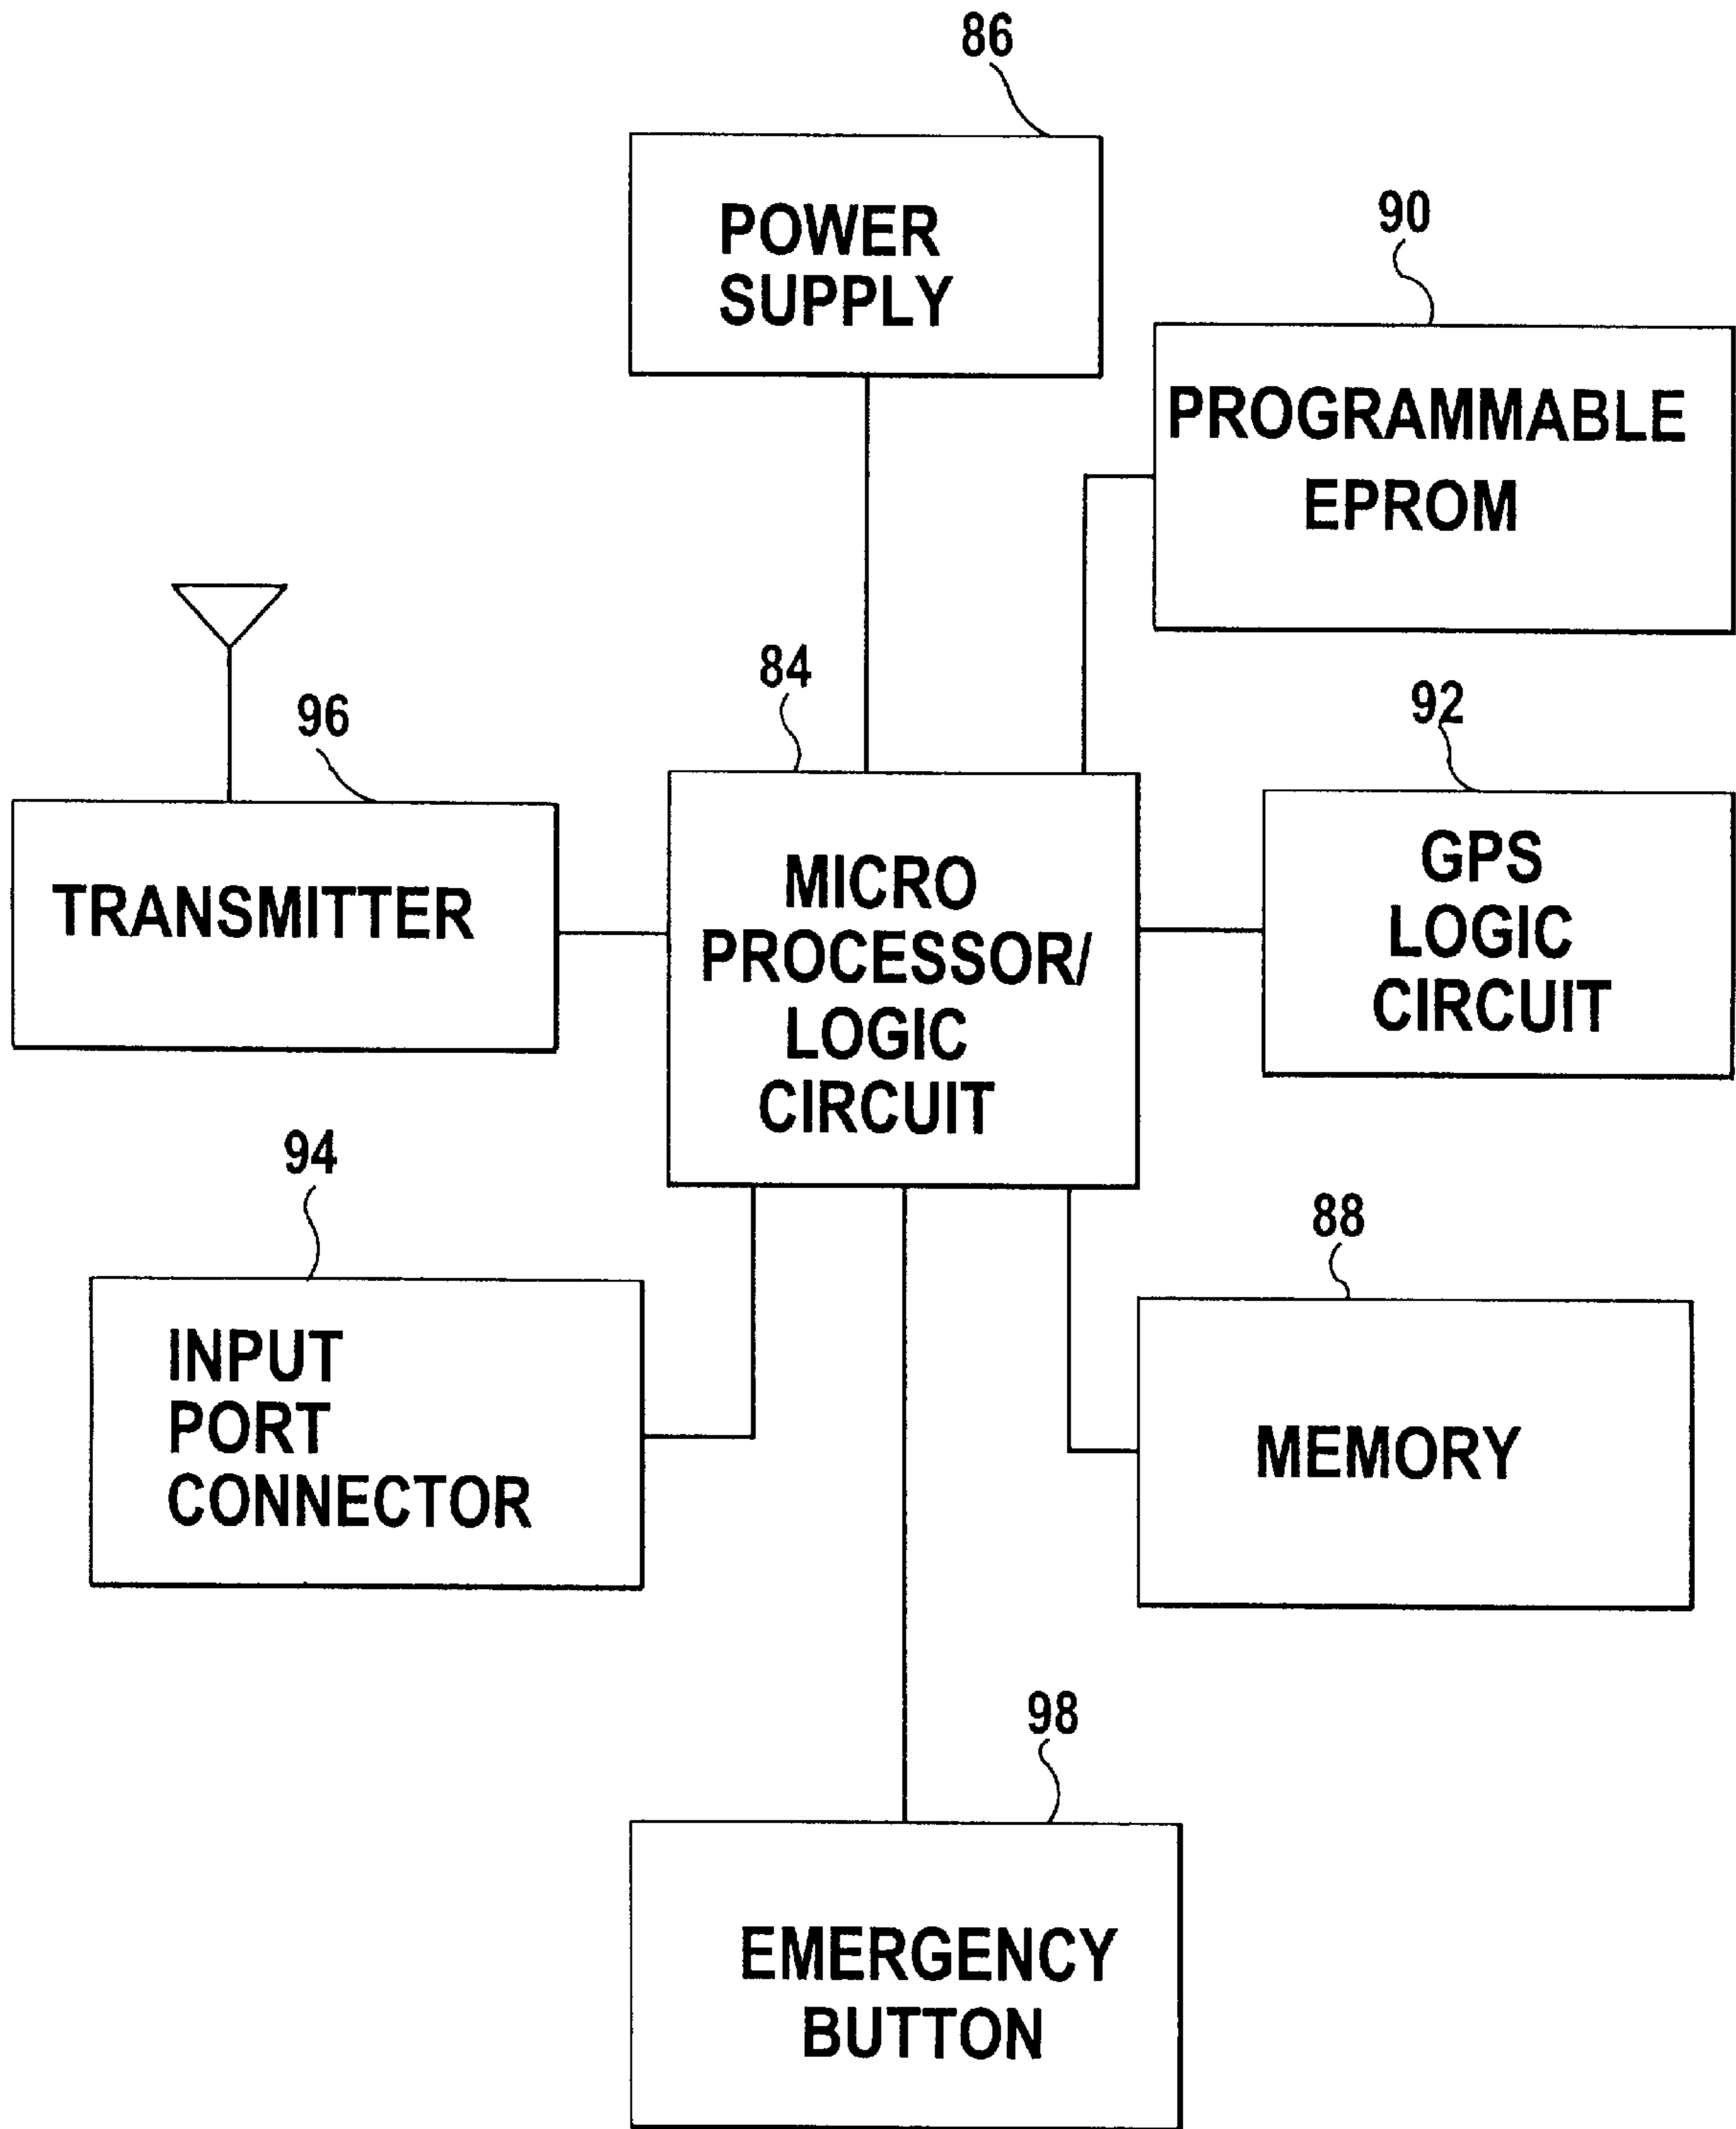 86
POWER
SUPPLY
90
PROGRAMMABLE
EPROM
96
TRANSMITTER
84
MICRO
PROCESSOR/
LOGIC
CIRCUIT
92
GPS
LOGIC
CIRCUIT
94
INPUT
PORT
CONNECTOR
88
MEMORY
98
EMERGENCY
BUTTON